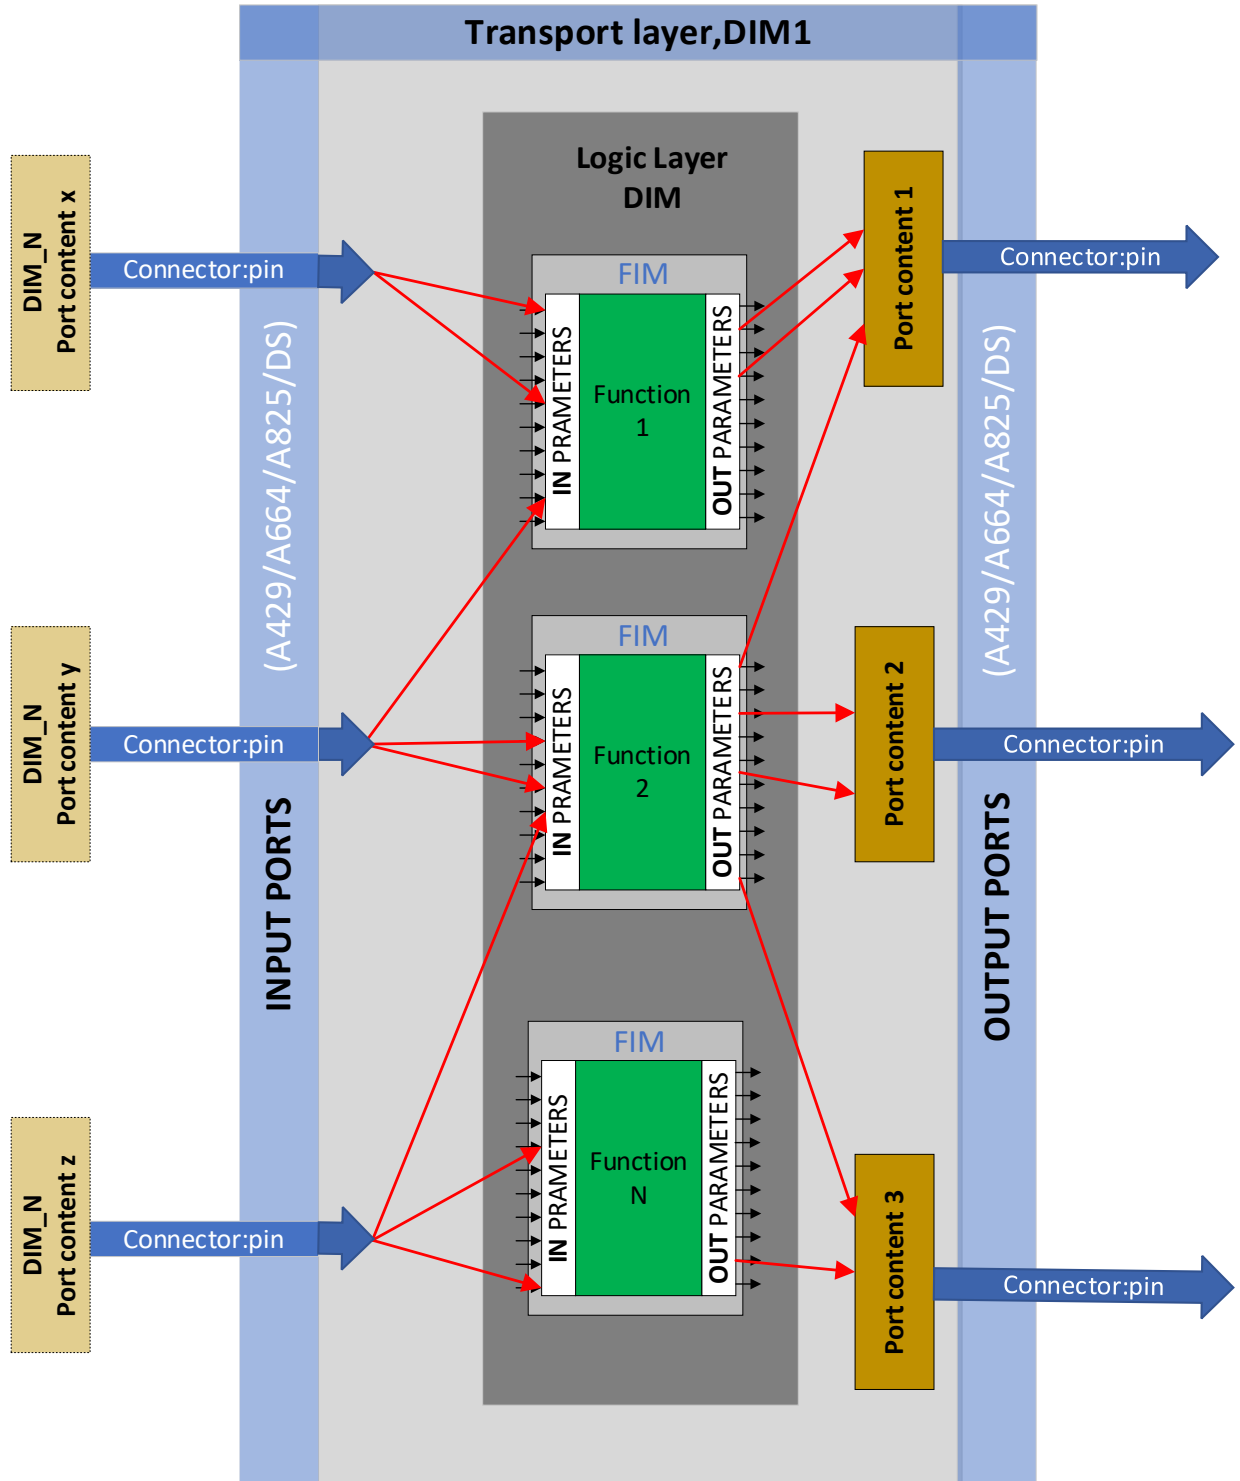 Transport layer,DIM1
Logic Layer
DIM
DIM_N
Port content x
Connector:pin
(A429/A664/A825/DS)
INPUT PORTS
FIM
IN PRAMETERS
Function
1
OUT PARAMETERS
Port content 1
Connector:pin
(A429/A664/A825/DS)
OUTPUT PORTS
DIM_N
Port content y
Connector:pin
FIM
IN PRAMETERS
Function
2
OUT PARAMETERS
Port content 2
Connector:pin
DIM_N
Port content z
Connector:pin
FIM
IN PRAMETERS
Function
N
OUT PARAMETERS
Port content 3
Connector:pin